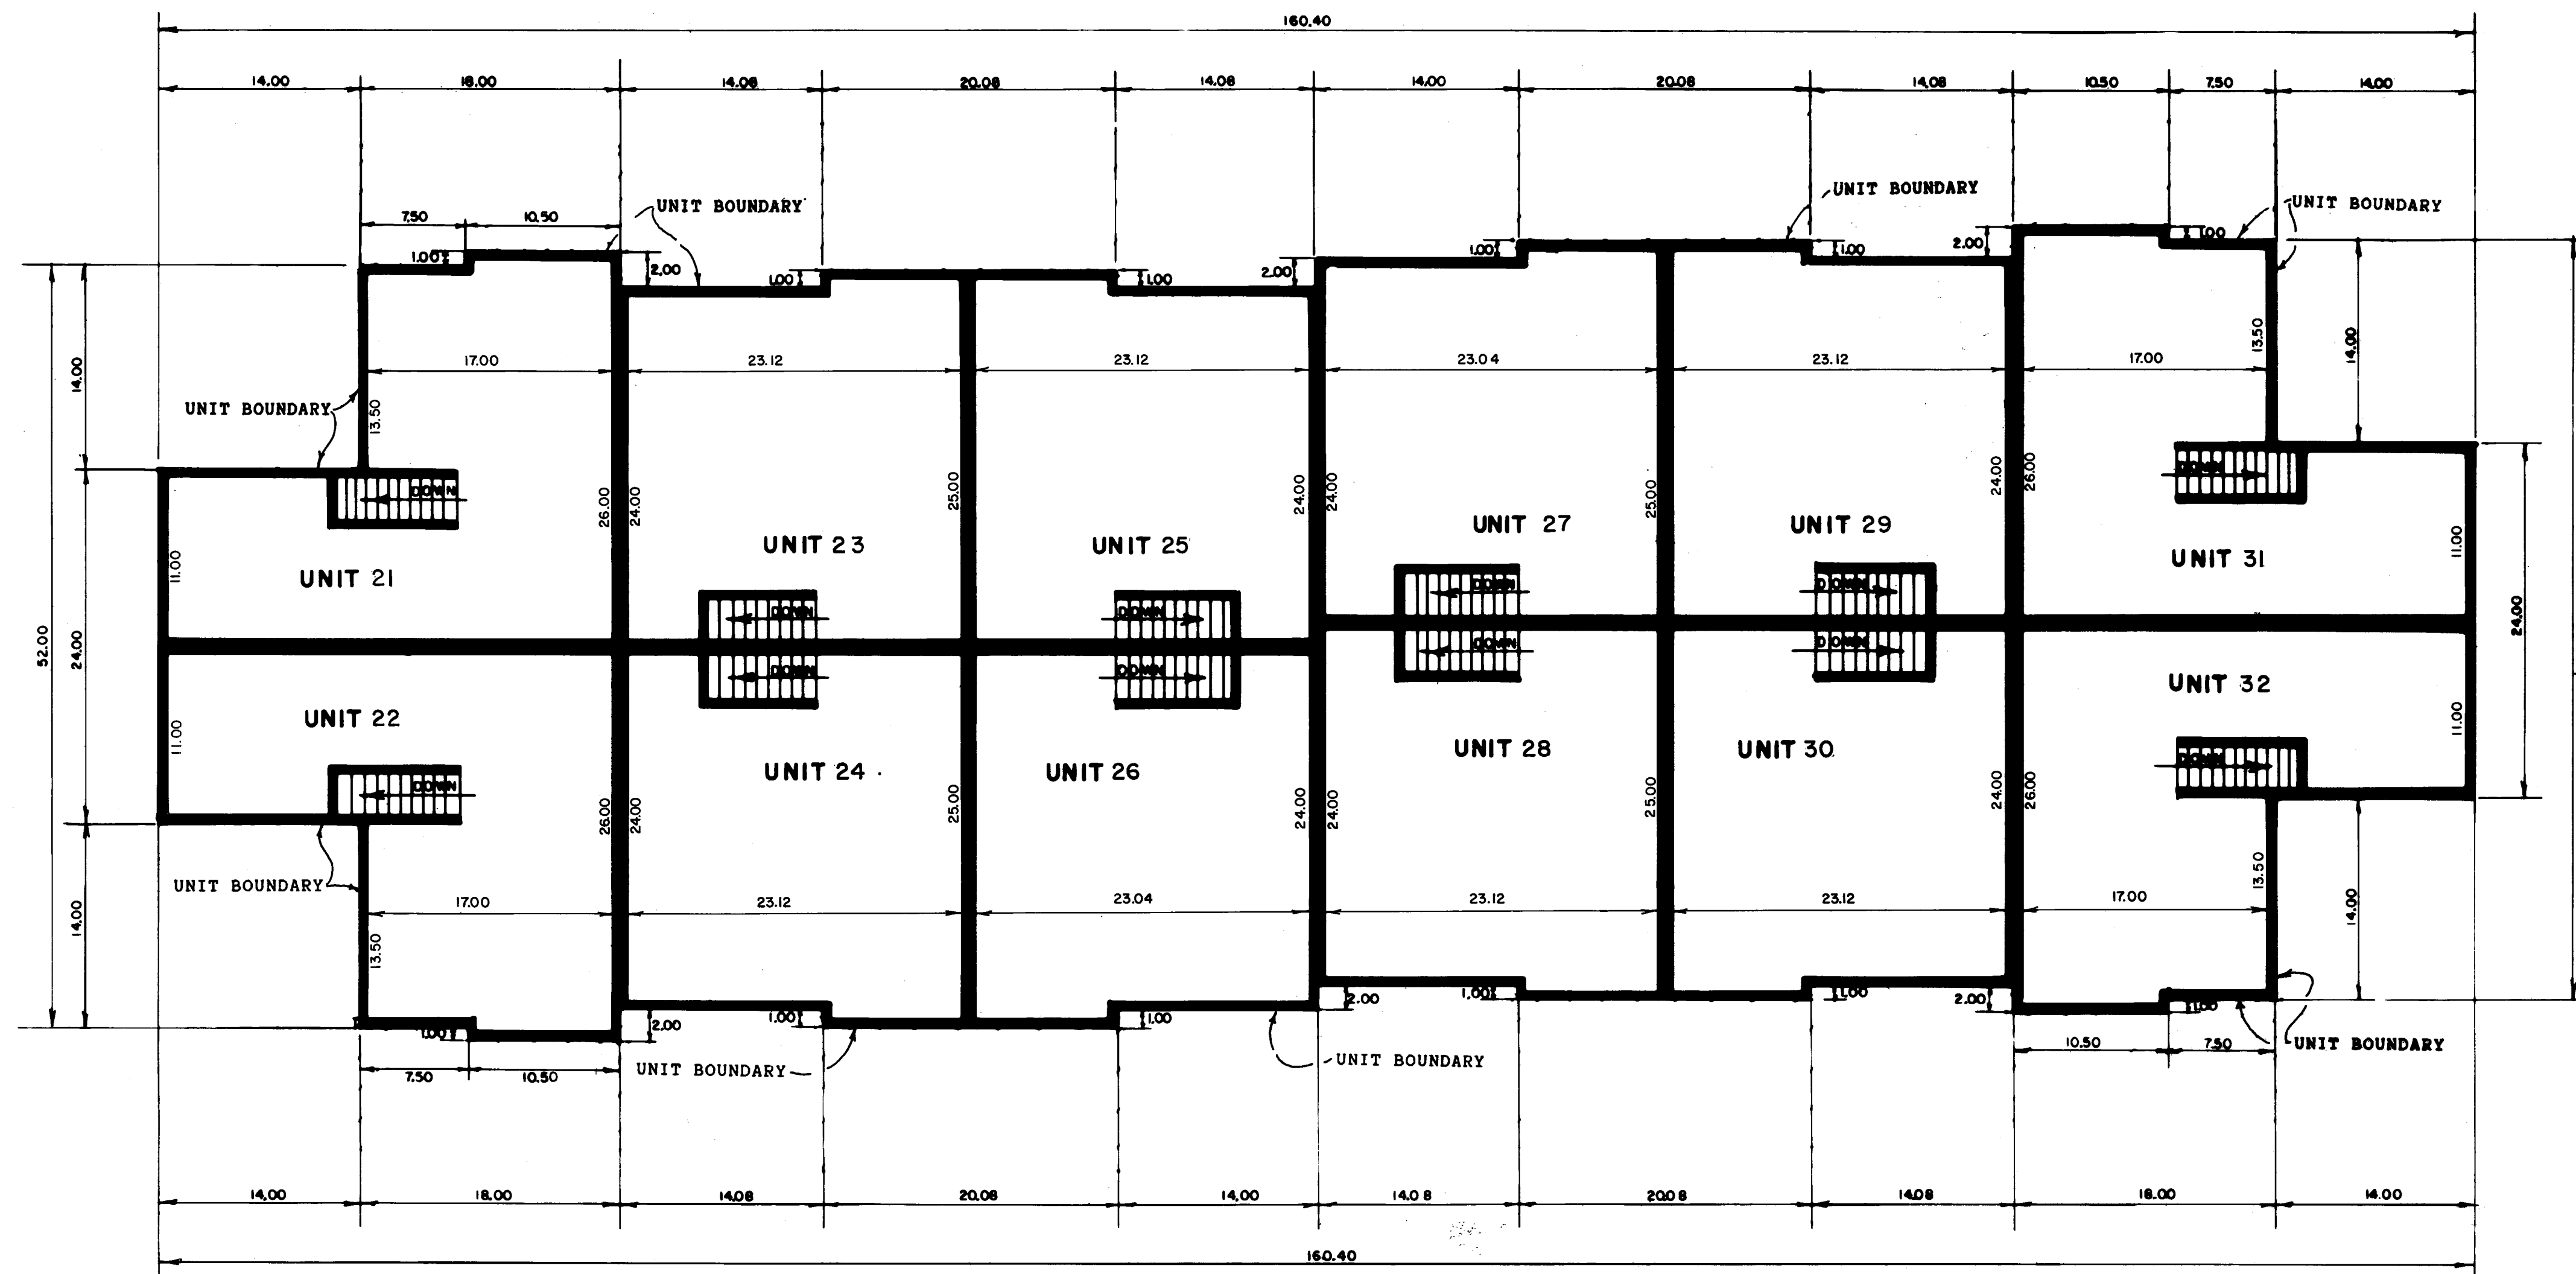 160.40
14.00 18.00 14.08 20.08 14.08 14.00 20.08 14.08 10.50 7.50 14.00
UNIT BOUNDARY
UNIT BOUNDARY
UNIT BOUNDARY
7.50 10.50
1.00 2.00 1.00 1.00 2.00 1.00 1.00 2.00 1.00
14.00 17.00 23.12 23.12 23.04 23.12 17.00 13.50 14.00
UNIT BOUNDARY
13.50
26.00 24.00 25.00 24.00 24.00 25.00 24.00 26.00
DOWN DOWN
UNIT 23 UNIT 25 UNIT 27 UNIT 29
11.00 UNIT 21 UNIT 31 11.00
DOWN DOWN DOWN DOWN
52.00 24.00 24.00
DOWN DOWN DOWN DOWN
11.00 UNIT 22 UNIT 32 11.00
UNIT 24 UNIT 26 UNIT 28 UNIT 30
DOWN DOWN
26.00 24.00 25.00 24.00 24.00 25.00 24.00 26.00
UNIT BOUNDARY
14.00 17.00 23.12 23.04 23.12 23.12 17.00 13.50 14.00
13.50
1.00 2.00 1.00 1.00 2.00 1.00 1.00 2.00 1.00
7.50 10.50 UNIT BOUNDARY UNIT BOUNDARY 10.50 7.50 UNIT BOUNDARY
14.00 18.00 14.08 20.08 14.00 14.08 20.08 14.08 18.00 14.00
160.40